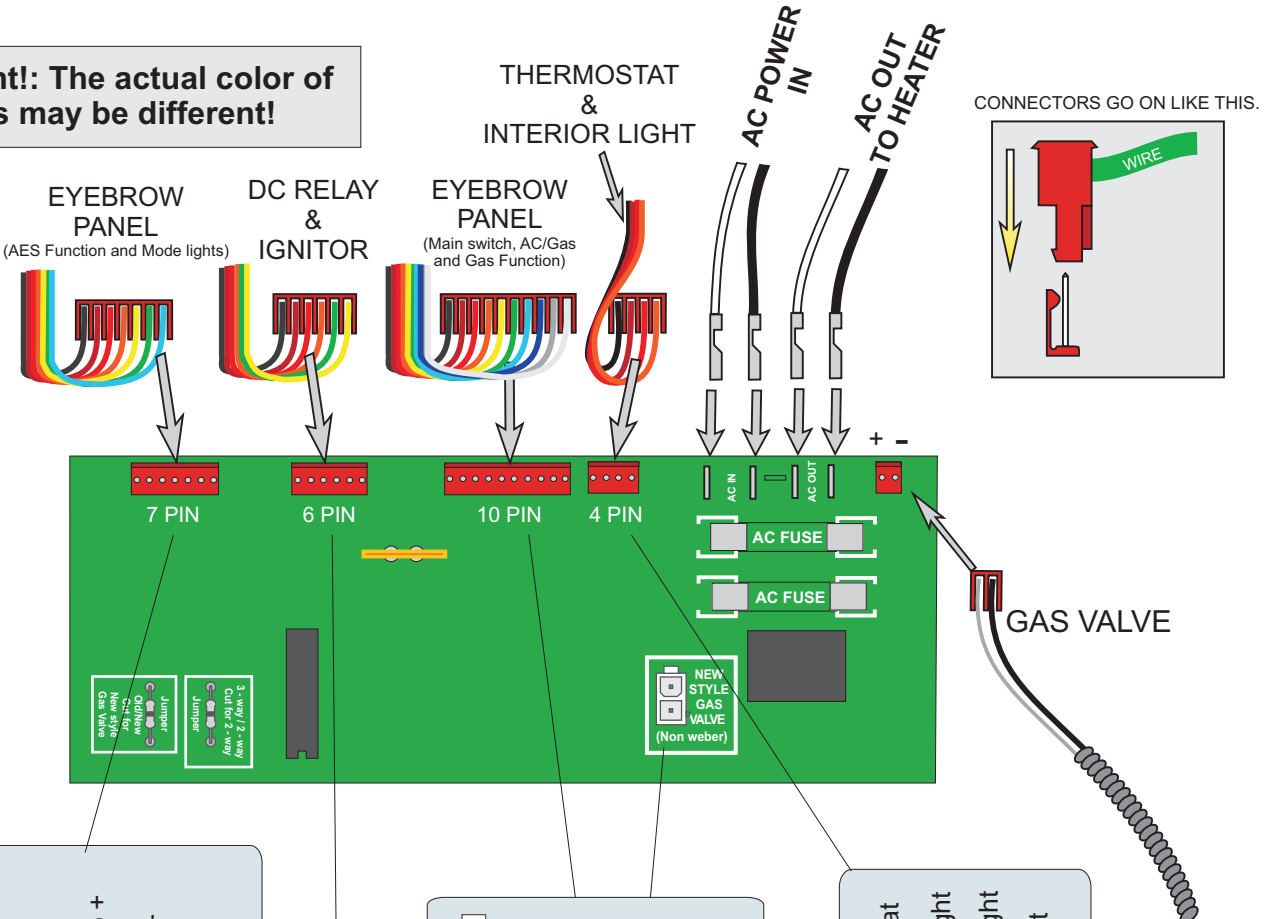 nt!: The actual color of
s may be different!
EYEBROW
PANEL
(AES Function and Mode lights)
DC RELAY
&
IGNITOR
EYEBROW
PANEL
(Main switch, AC/Gas
and Gas Function)
THERMOSTAT
&
INTERIOR LIGHT
AC POWER
IN
AC OUT
TO HEATER
CONNECTORS GO ON LIKE THIS.
WIRE
+ -
7 PIN
6 PIN
10 PIN
4 PIN
AC IN
AC OUT
AC FUSE
AC FUSE
GAS VALVE
NEW
STYLE
GAS
VALVE
(Non weber)
Jumper
Old/New
Cut for
New style
Gas Valve
3 - way / 2 - way
Cut for 2 - way
Jumper
+
at
ght
ght